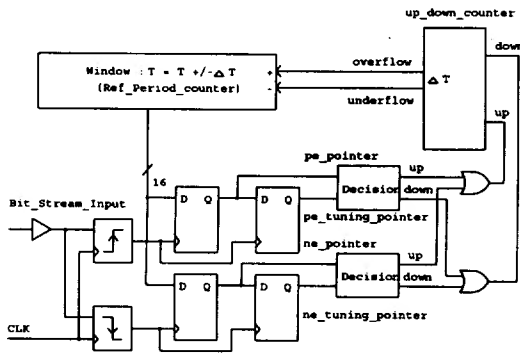 up_down_counter
down
overflow
Window : T = T +/-△ T
+
△ T
(Ref_Period_counter)
-
underflow
up
16
pe_pointer
up
Decision
down
Bit_Stream_Input
D Q
D Q
pe_tuning_pointer
ne_pointer
up
Decision
down
D Q
D Q
ne_tuning_pointer
CLK